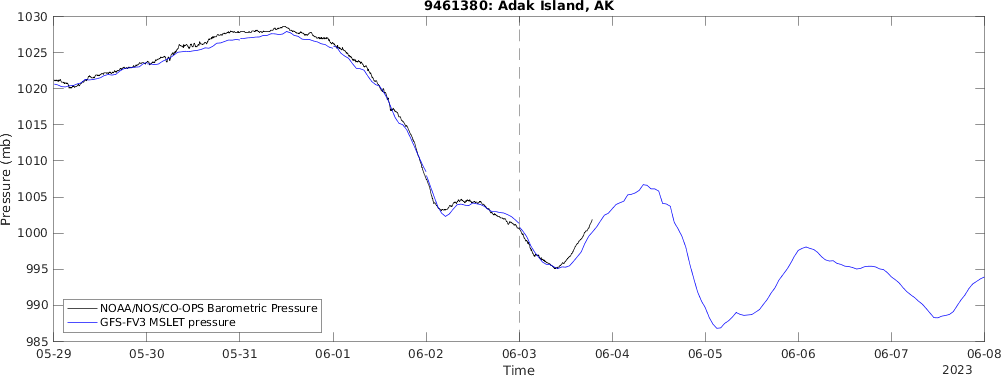 9461380: Adak Island, AK
Pressure (mb)
1030
1025
1020
1015
1010
1005
1000
995
990
985
NOAA/NOS/CO-OPS Barometric Pressure
GFS-FV3 MSLET pressure
05-29 05-30 05-31 06-01 06-02 06-03 06-04 06-05 06-06 06-07 06-08
Time
2023